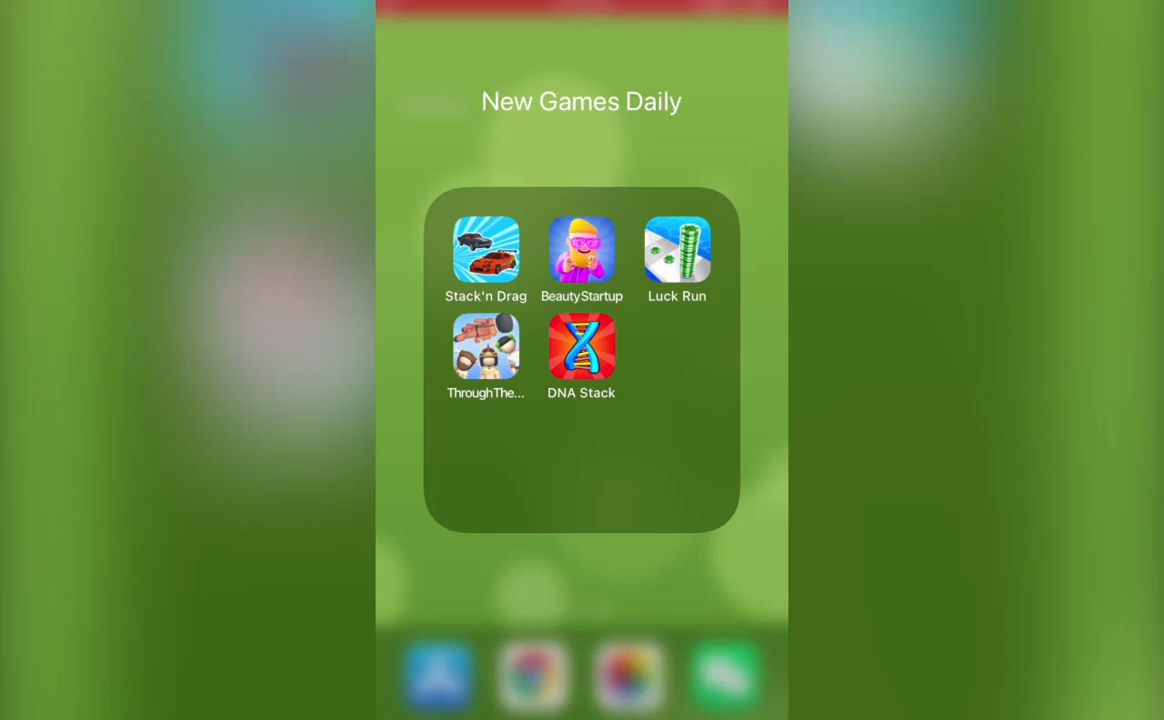 New Games Daily
Stack'n Drag
BeautyStartup
Luck Run
ThroughThe...
DNA Stack